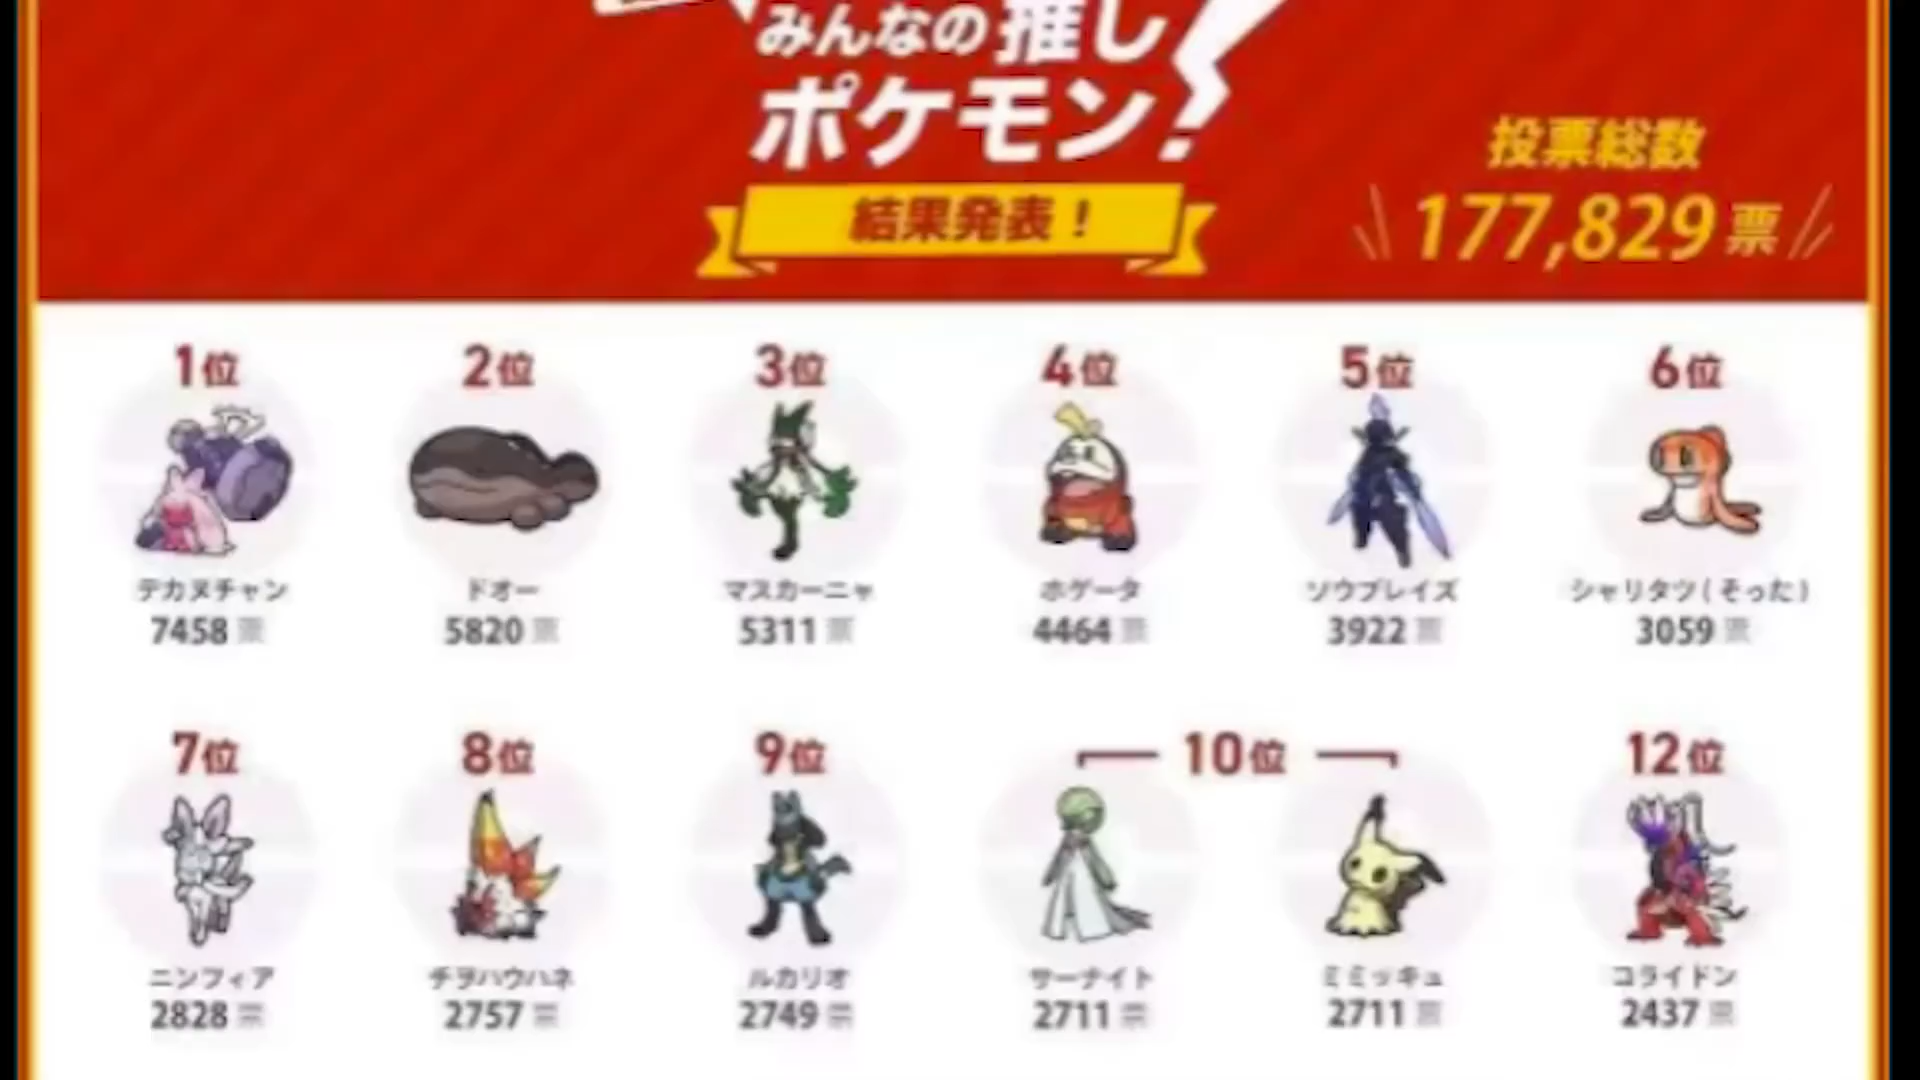 みんなの推し
ポケモン!
結果発表！
投票総数
177,829票
1位
2位
3位
4位
5位
6位
デカヌチャン
ドオー
マスカーニャ
ホゲータ
ソウブレイズ
シャリタツ(そった)
7458票
5820票
5311票
4464票
3922票
3059票
7位
8位
9位
10位
12位
ニンフィア
チヲハウハネ
ルカリオ
サーナイト
ミミッキュ
コライドン
2828票
2757票
2749票
2711票
2711票
2437票